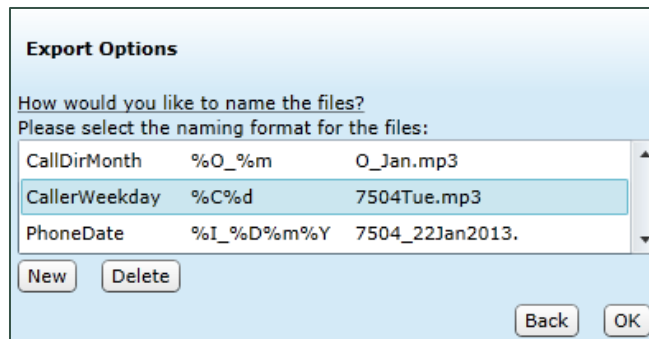 Export Options
How would you like to name the files?
Please select the naming format for the files:
CallDirMonth %O_%m O_Jan.mp3
CallerWeekday %C%d 7504Tue.mp3
PhoneDate %I_%D%m%Y 7504_22Jan2013.
New Delete
Back OK